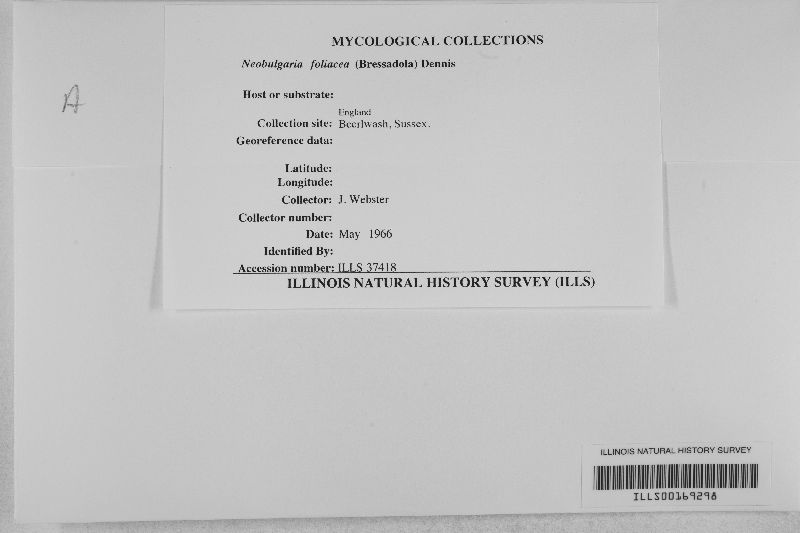 MYCOLOGICAL COLLECTIONS
Neobulgaria foliacea (Bressadola) Dennis
A
Host or substrate:
England
Collection site: Beerlwash, Sussex.
Georeference data:
Latitude:
Longitude:
Collector: J. Webster
Collector number:
Date: May 1966
Identified By:
Accession number: ILLS 37418
ILLINOIS NATURAL HISTORY SURVEY (ILLS)
ILLINOIS NATURAL HISTORY SURVEY
ILLS00169298